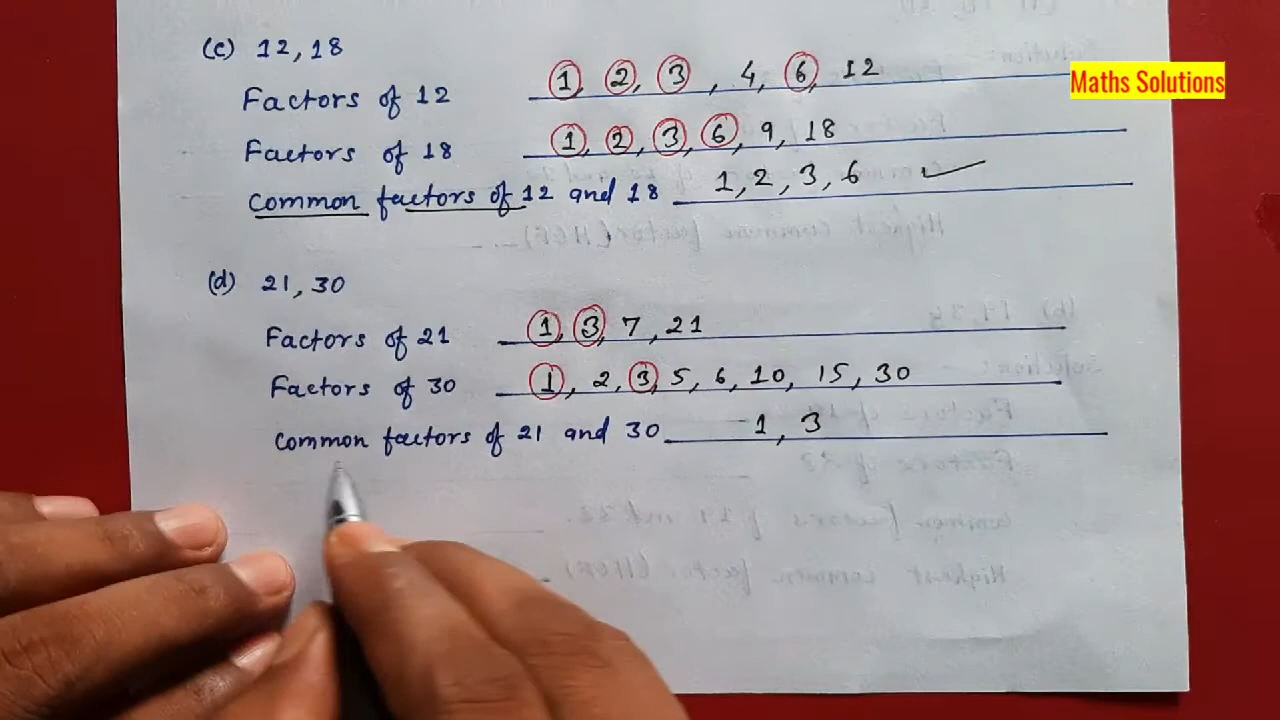 (c) 12, 18
Factors of 12 1, 2, 3, 4, 6, 12
Maths Solutions
Factors of 18 1, 2, 3, 6, 9, 18
Common factors of 12 and 18 1, 2, 3, 6
(d) 21, 30
Factors of 21 1, 3, 7, 21
Factors of 30 1, 2, 3, 5, 6, 10, 15, 30
Common factors of 21 and 30 1, 3